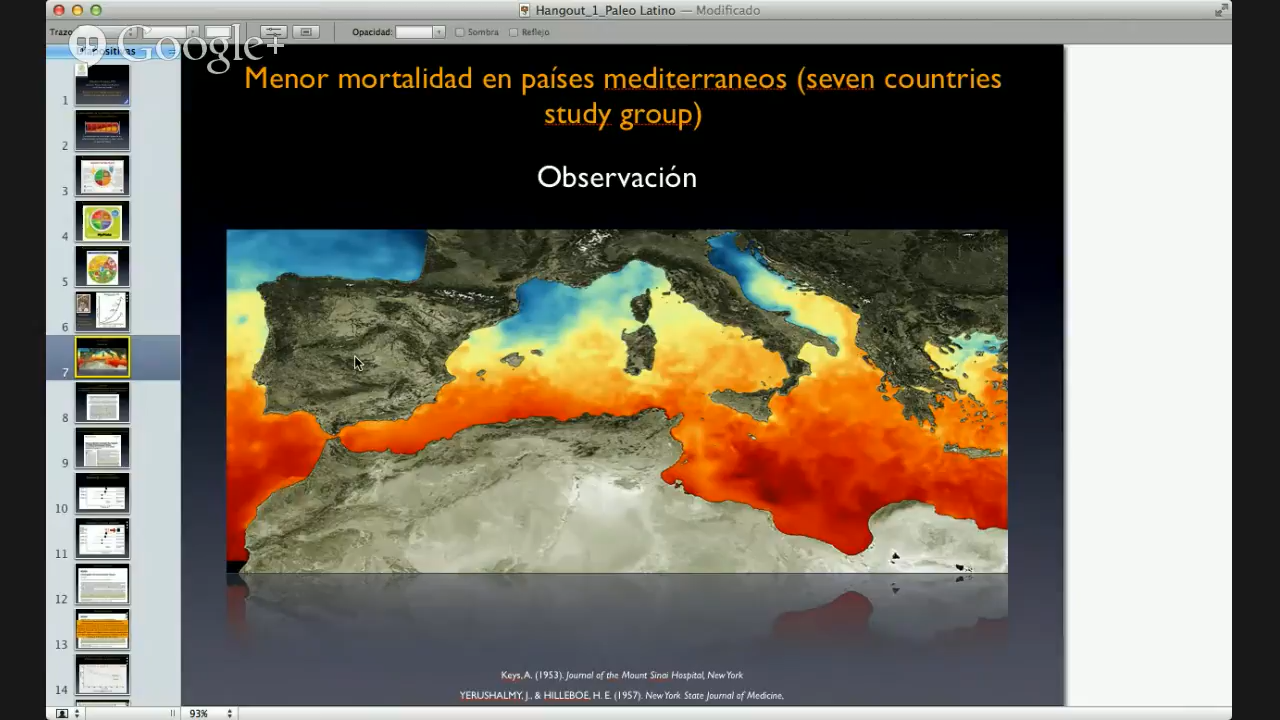 Hangout_1_Paleo Latino — Modificado
Opacidad:
Sombra
Reflejo
Google+
Menor mortalidad en países mediterraneos (seven countries
study group)
Observación
1
2
3
4
5
6
7
8
9
10
11
12
13
14
Keys, A. (1953). Journal of the Mount Sinai Hospital, New York
YERUSHALMY, J., & HILLEBOE, H. E. (1957). New York State Journal of Medicine,
93%